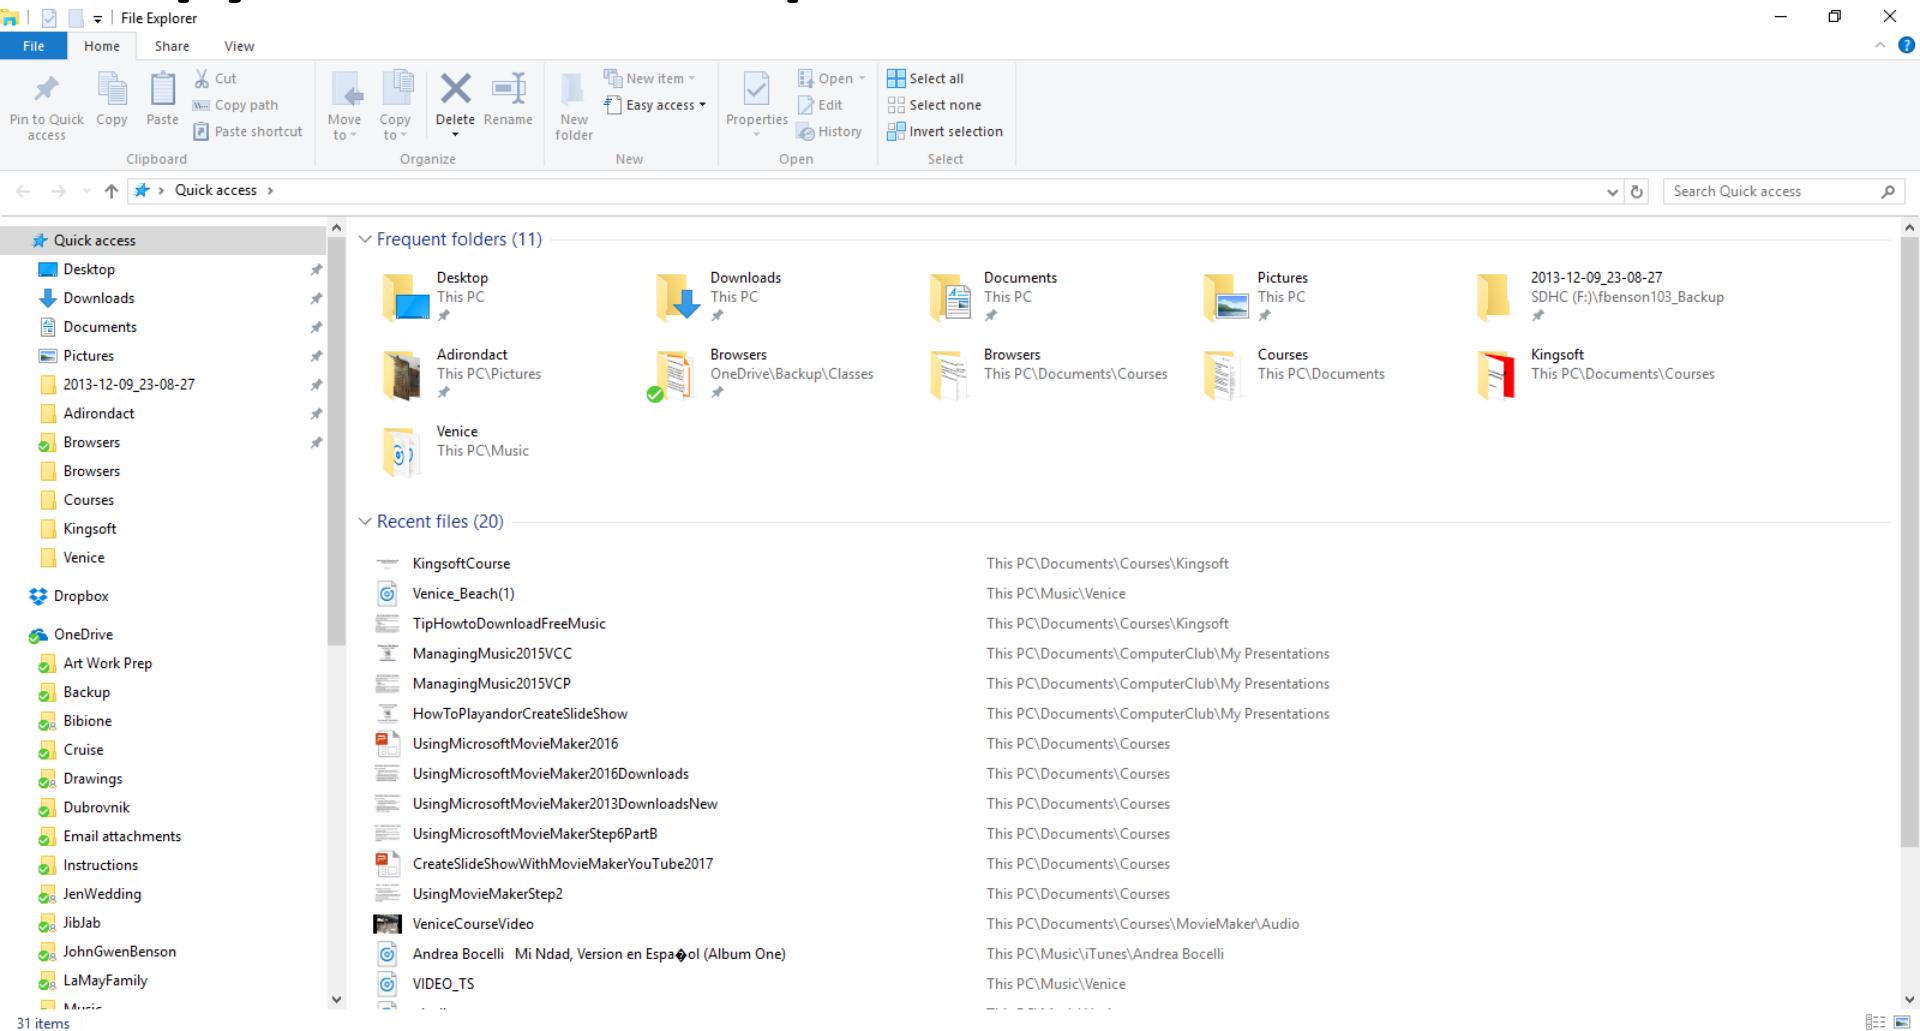 File Explorer
File Home Share View
Pin to Quick access
Copy
Paste
Cut
Copy path
Paste shortcut
Clipboard
Move to
Copy to
Delete
Rename
Organize
New folder
New item
Easy access
New
Properties
Open
Edit
History
Open
Select all
Select none
Invert selection
Select
Quick access
Search Quick access
Quick access
Desktop
Downloads
Documents
Pictures
2013-12-09_23-08-27
Adirondact
Browsers
Browsers
Courses
Kingsoft
Venice
Dropbox
OneDrive
Art Work Prep
Backup
Bibione
Cruise
Drawings
Dubrovnik
Email attachments
Instructions
JenWedding
JibJab
JohnGwenBenson
LaMayFamily
Music
Frequent folders (11)
Desktop
This PC
Downloads
This PC
Documents
This PC
Pictures
This PC
2013-12-09_23-08-27
SDHC (F:)\fbenson103_Backup
Adirondact
This PC\Pictures
Browsers
OneDrive\Backup\Classes
Browsers
This PC\Documents\Courses
Courses
This PC\Documents
Kingsoft
This PC\Documents\Courses
Venice
This PC\Music
Recent files (20)
KingsoftCourse This PC\Documents\Courses\Kingsoft
Venice_Beach(1) This PC\Music\Venice
TipHowtoDownloadFreeMusic This PC\Documents\Courses\Kingsoft
ManagingMusic2015VCC This PC\Documents\ComputerClub\My Presentations
ManagingMusic2015VCP This PC\Documents\ComputerClub\My Presentations
HowToPlayandorCreateSlideShow This PC\Documents\ComputerClub\My Presentations
UsingMicrosoftMovieMaker2016 This PC\Documents\Courses
UsingMicrosoftMovieMaker2016Downloads This PC\Documents\Courses
UsingMicrosoftMovieMaker2013DownloadsNew This PC\Documents\Courses
UsingMicrosoftMovieMakerStep6PartB This PC\Documents\Courses
CreateSlideShowWithMovieMakerYouTube2017 This PC\Documents\Courses
UsingMovieMakerStep2 This PC\Documents\Courses
VeniceCourseVideo This PC\Documents\Courses\MovieMaker\Audio
Andrea Bocelli Mi Ndad, Version en Espa�ol (Album One) This PC\Music\iTunes\Andrea Bocelli
VIDEO_TS This PC\Music\Venice
31 items